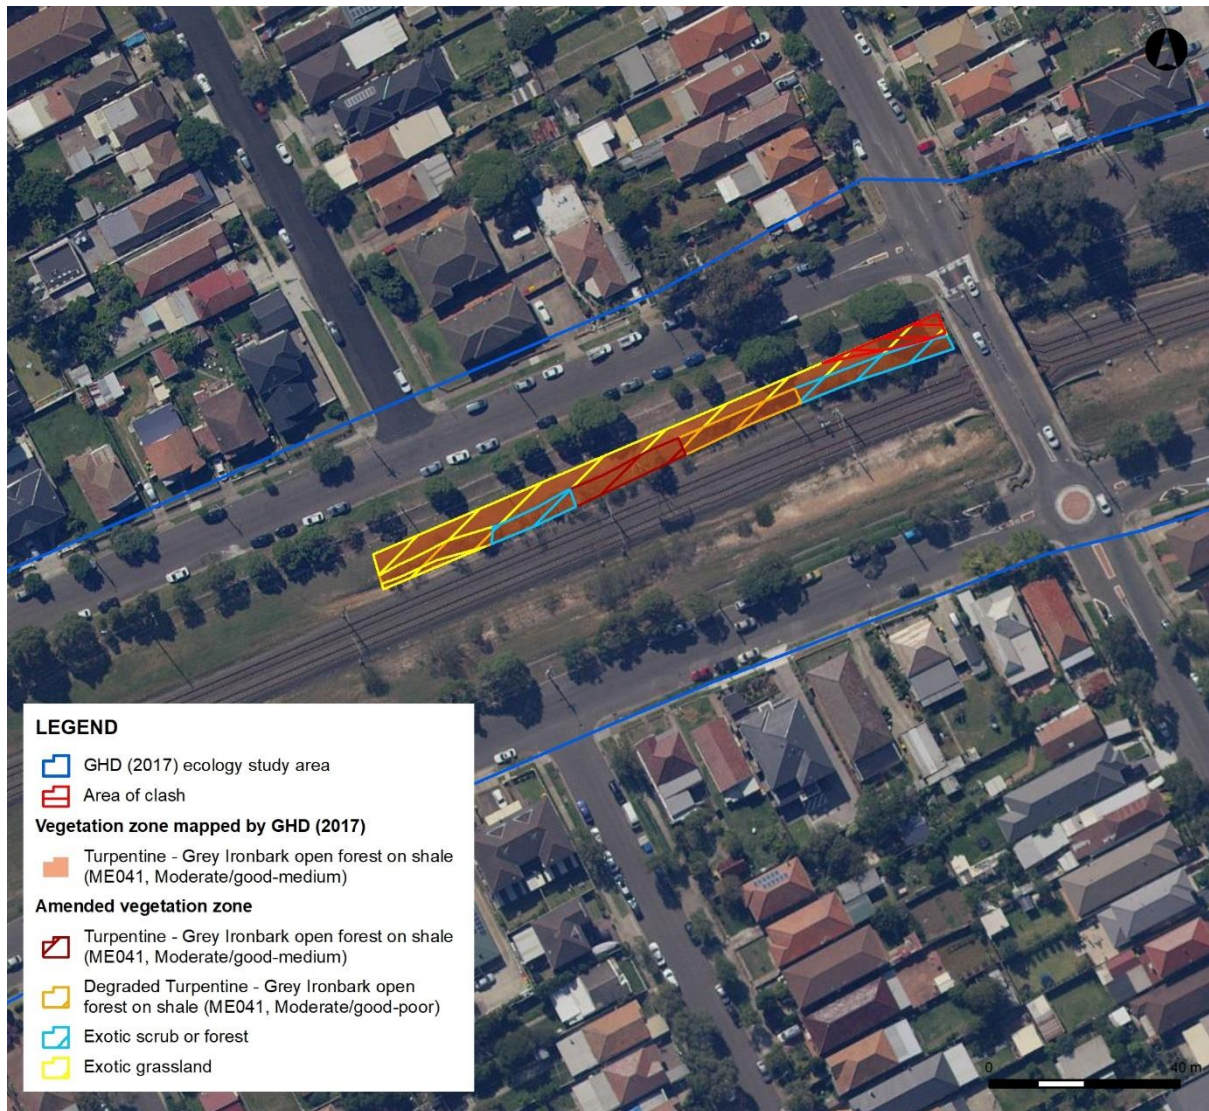 LEGEND
GHD (2017) ecology study area
Area of clash
Vegetation zone mapped by GHD (2017)
Turpentine - Grey Ironbark open forest on shale
(ME041, Moderate/good-medium)
Amended vegetation zone
Turpentine - Grey Ironbark open forest on shale
(ME041, Moderate/good-medium)
Degraded Turpentine - Grey Ironbark open
forest on shale (ME041, Moderate/good-poor)
Exotic scrub or forest
Exotic grassland
0 40 m